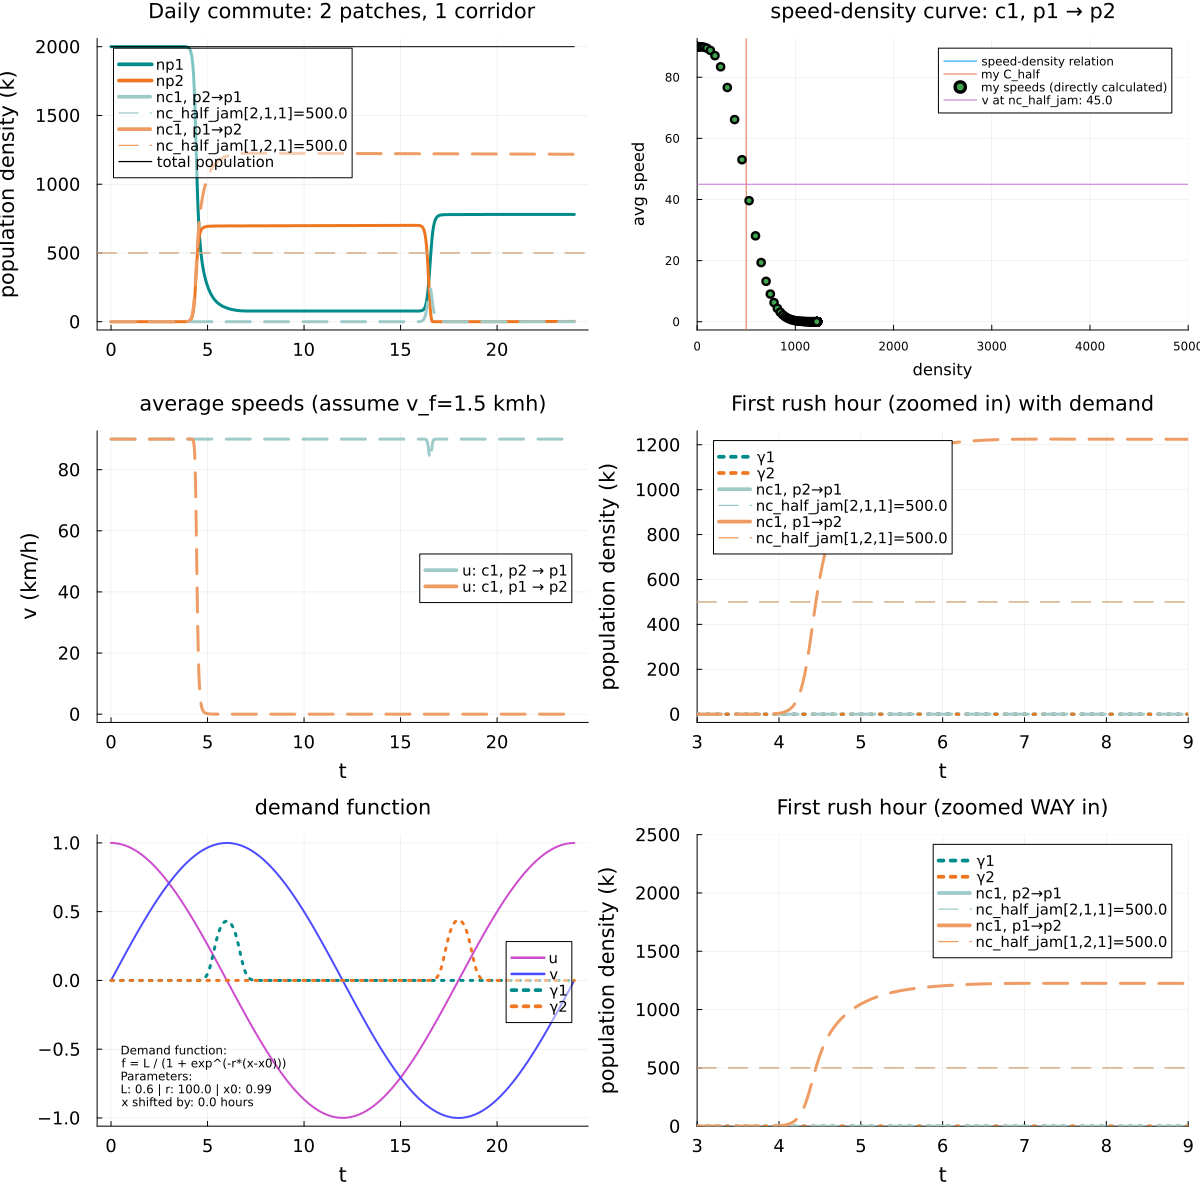 Daily commute: 2 patches, 1 corridor
population density (k)
2000
1500
1000
500
0
np1
np2
nc1, p2→p1
nc_half_jam[2,1,1]=500.0
nc1, p1→p2
nc_half_jam[1,2,1]=500.0
total population
0 5 10 15 20
speed-density curve: c1, p1 → p2
avg speed
80
60
40
20
0
speed-density relation
my C_half
my speeds (directly calculated)
v at nc_half_jam: 45.0
0 1000 2000 3000 4000 5000
density
average speeds (assume v_f=1.5 kmh)
v (km/h)
80
60
40
20
0
u: c1, p2 → p1
u: c1, p1 → p2
0 5 10 15 20
t
First rush hour (zoomed in) with demand
population density (k)
1200
1000
800
600
400
200
0
γ1
γ2
nc1, p2→p1
nc_half_jam[2,1,1]=500.0
nc1, p1→p2
nc_half_jam[1,2,1]=500.0
3 4 5 6 7 8 9
t
demand function
1.0
0.5
0.0
−0.5
−1.0
u
v
γ1
γ2
Demand function:
f = L / (1 + exp^(-r*(x-x0)))
Parameters:
L: 0.6 | r: 100.0 | x0: 0.99
x shifted by: 0.0 hours
0 5 10 15 20
t
First rush hour (zoomed WAY in)
population density (k)
2500
2000
1500
1000
500
0
γ1
γ2
nc1, p2→p1
nc_half_jam[2,1,1]=500.0
nc1, p1→p2
nc_half_jam[1,2,1]=500.0
3 4 5 6 7 8 9
t